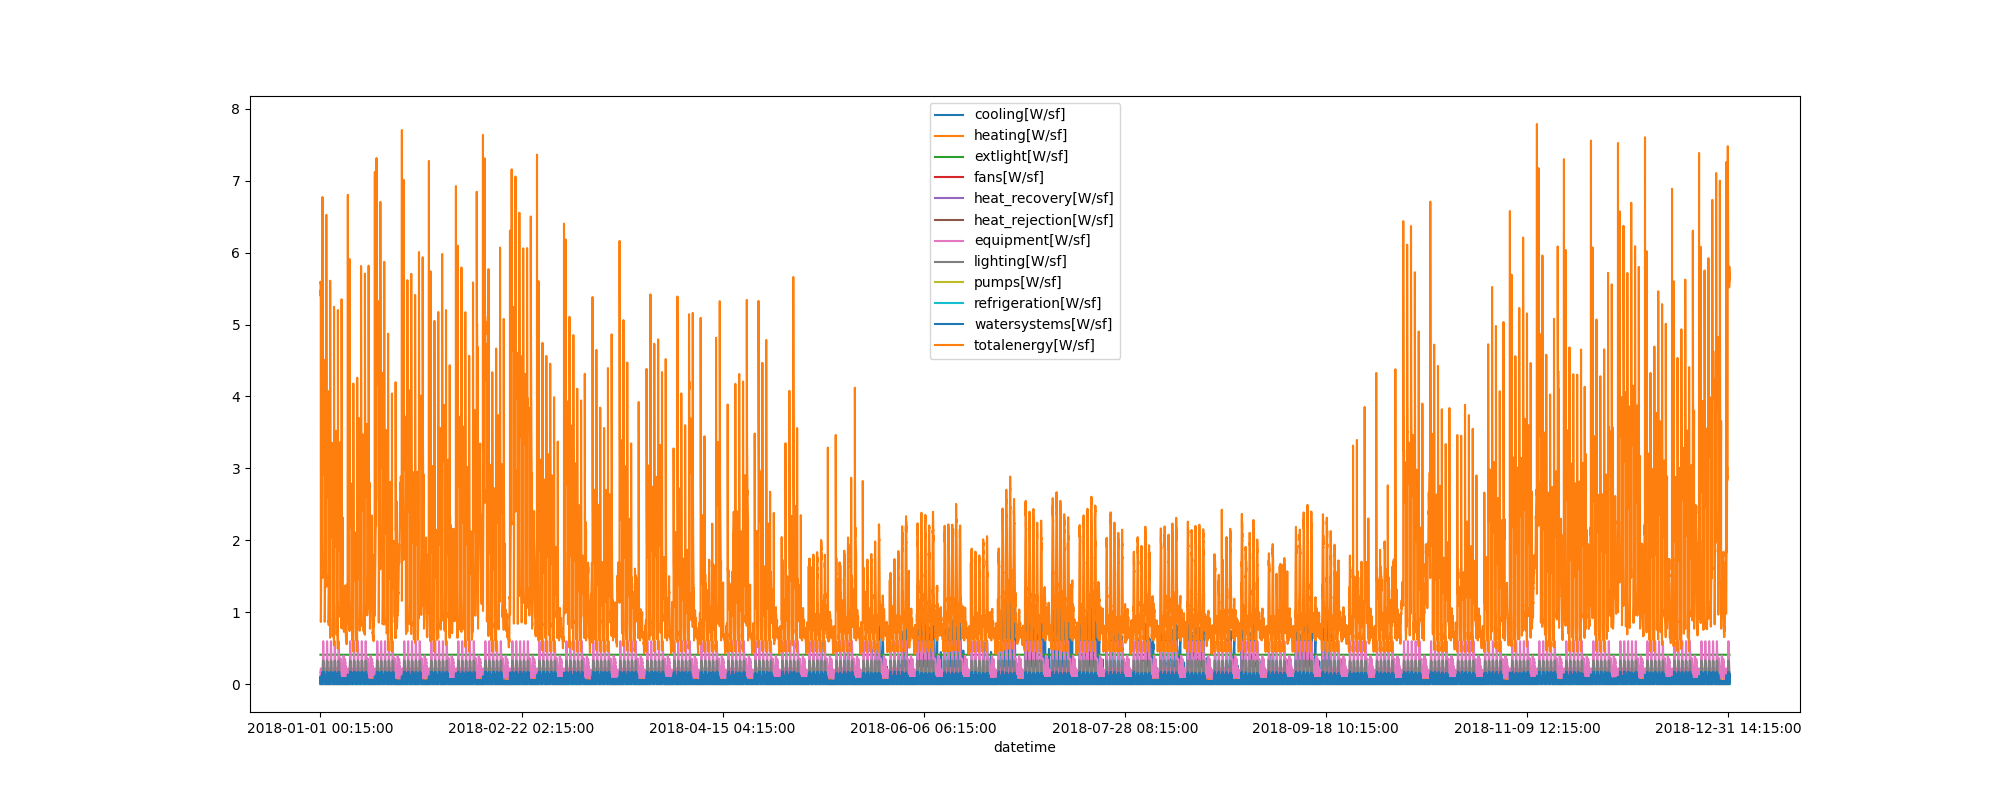 8
7
6
5
4
3
2
1
0
cooling[W/sf]
heating[W/sf]
extlight[W/sf]
fans[W/sf]
heat_recovery[W/sf]
heat_rejection[W/sf]
equipment[W/sf]
lighting[W/sf]
pumps[W/sf]
refrigeration[W/sf]
watersystems[W/sf]
totalenergy[W/sf]
2018-01-01 00:15:00 2018-02-22 02:15:00 2018-04-15 04:15:00 2018-06-06 06:15:00 2018-07-28 08:15:00 2018-09-18 10:15:00 2018-11-09 12:15:00 2018-12-31 14:15:00
datetime